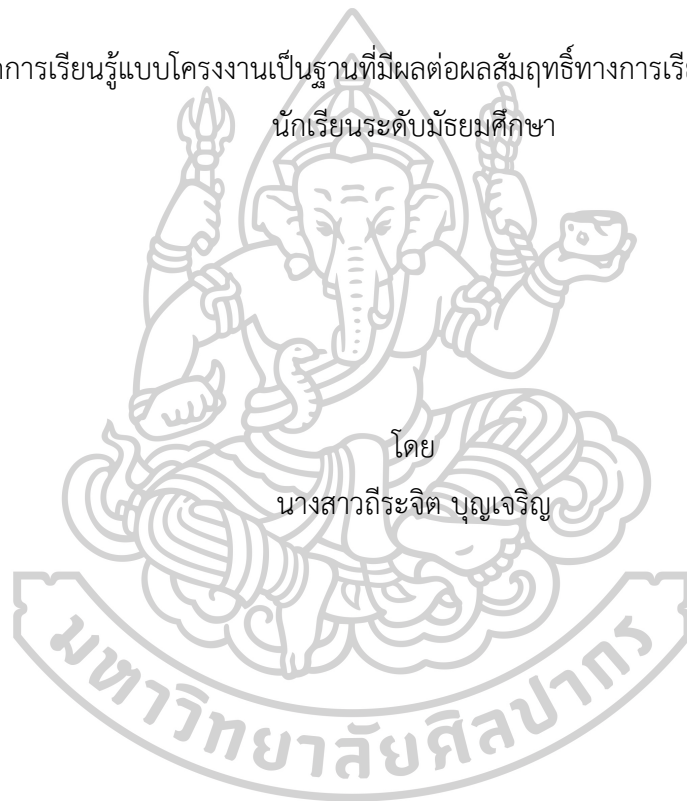 การเรียนรู้แบบโครงงานเป็นฐานที่มีผลต่อผลสัมฤทธิ์ทางการเรีย
นักเรียนระดับมัธยมศึกษา
โดย
นางสาวถีระจิต บุญเจริญ
มหาวิทยาลัยศิลปากร